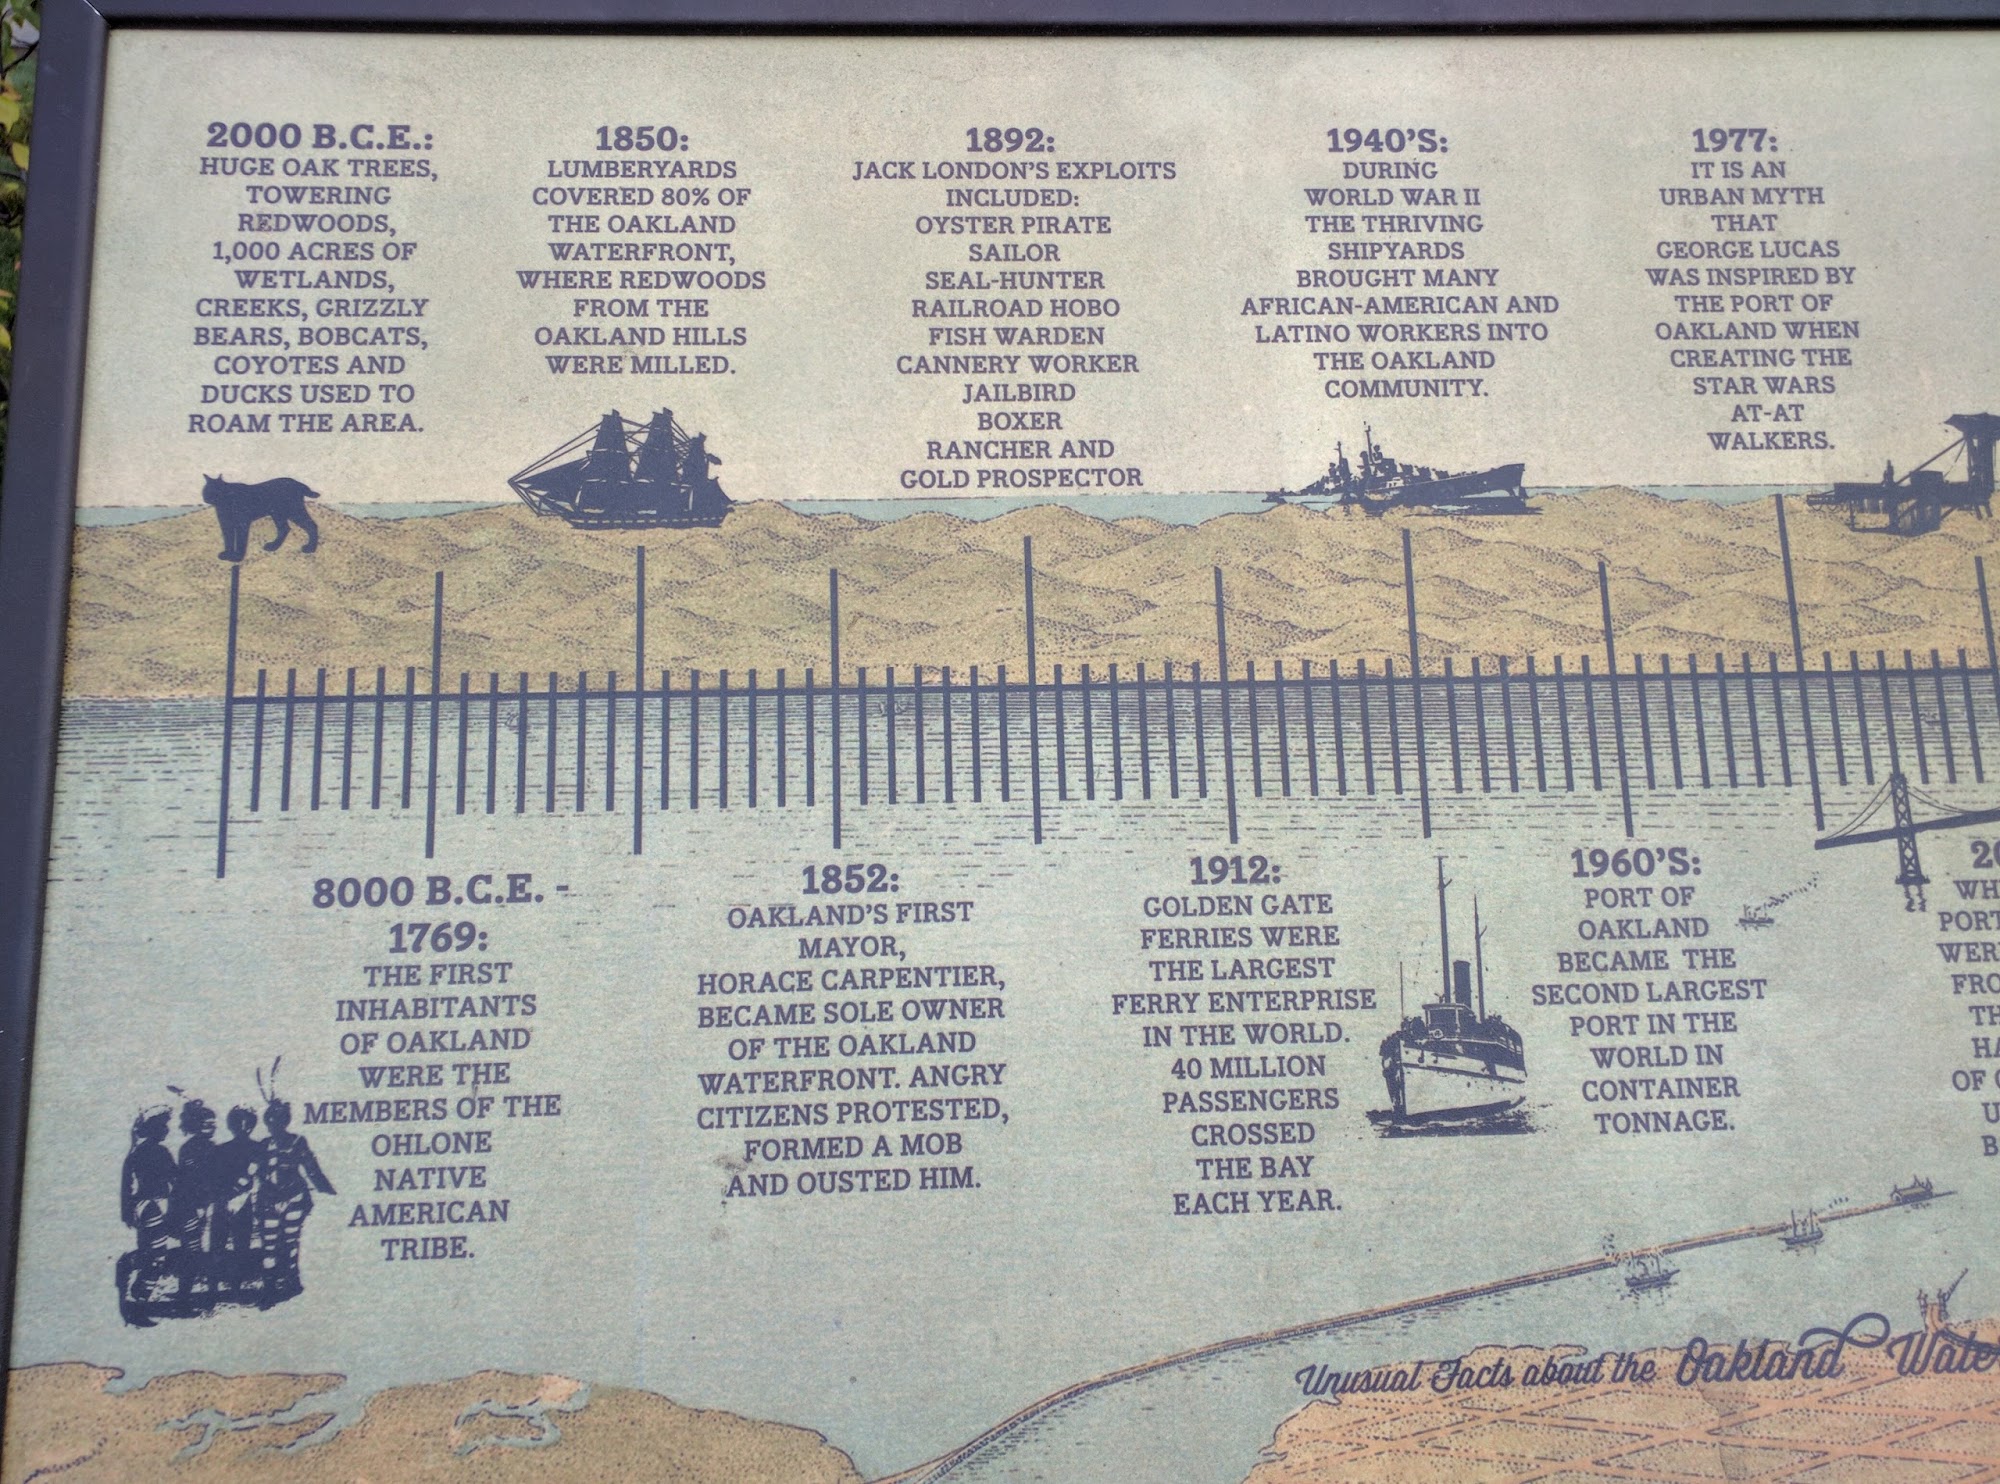 2000 B.C.E.:
HUGE OAK TREES,
TOWERING
REDWOODS,
1,000 ACRES OF
WETLANDS,
CREEKS, GRIZZLY
BEARS, BOBCATS,
COYOTES AND
DUCKS USED TO
ROAM THE AREA.
1850:
LUMBERYARDS
COVERED 80% OF
THE OAKLAND
WATERFRONT,
WHERE REDWOODS
FROM THE
OAKLAND HILLS
WERE MILLED.
1892:
JACK LONDON'S EXPLOITS
INCLUDED:
OYSTER PIRATE
SAILOR
SEAL-HUNTER
RAILROAD HOBO
FISH WARDEN
CANNERY WORKER
JAILBIRD
BOXER
RANCHER AND
GOLD PROSPECTOR
1940'S:
DURING
WORLD WAR II
THE THRIVING
SHIPYARDS
BROUGHT MANY
AFRICAN-AMERICAN AND
LATINO WORKERS INTO
THE OAKLAND
COMMUNITY.
1977:
IT IS AN
URBAN MYTH
THAT
GEORGE LUCAS
WAS INSPIRED BY
THE PORT OF
OAKLAND WHEN
CREATING THE
STAR WARS
AT-AT
WALKERS.
8000 B.C.E. -
1769:
THE FIRST
INHABITANTS
OF OAKLAND
WERE THE
MEMBERS OF THE
OHLONE
NATIVE
AMERICAN
TRIBE.
1852:
OAKLAND'S FIRST
MAYOR,
HORACE CARPENTIER,
BECAME SOLE OWNER
OF THE OAKLAND
WATERFRONT. ANGRY
CITIZENS PROTESTED,
FORMED A MOB
AND OUSTED HIM.
1912:
GOLDEN GATE
FERRIES WERE
THE LARGEST
FERRY ENTERPRISE
IN THE WORLD.
40 MILLION
PASSENGERS
CROSSED
THE BAY
EACH YEAR.
1960'S:
PORT OF
OAKLAND
BECAME THE
SECOND LARGEST
PORT IN THE
WORLD IN
CONTAINER
TONNAGE.
20
WH
PORT
WER
FRO
TH
HA
OF
U
B
Unusual Facts about the Oakland Wate